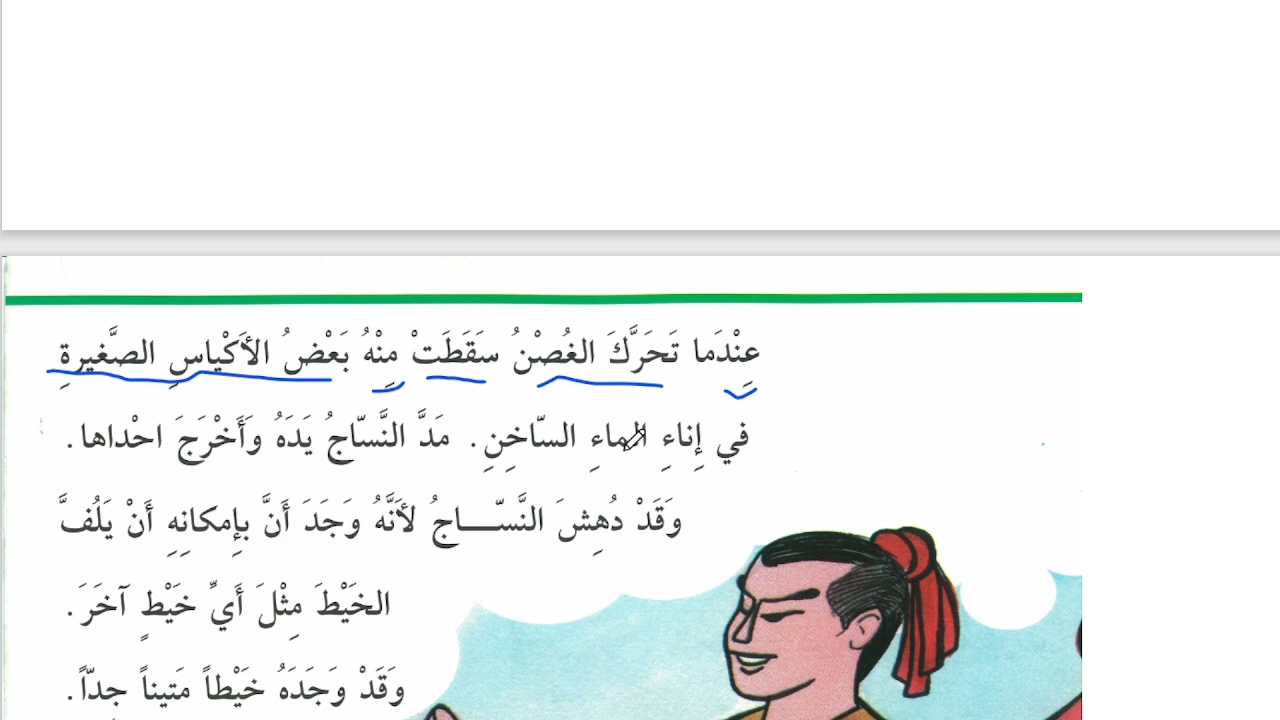 عِنْدَما تَحَرَّكَ الغُصْنُ سَقَطَتْ مِنْهُ بَعْضُ الأَكْياسِ الصَّغيرةِ
في إِناءِ الماءِ السّاخِنِ. مَدَّ النَّسّاجُ يَدَهُ وَأَخْرَجَ احْداها.
وَقَدْ دُهِشَ النَّسّـــاجُ لأَنَّهُ وَجَدَ أَنَّ بِإِمكانِهِ أَنْ يَلُفَّ
الخَيْطَ مِثْلَ أَيِّ خَيْطٍ آخَرَ.
وَقَدْ وَجَدَهُ خَيْطاً مَتيناً جِدّاً.